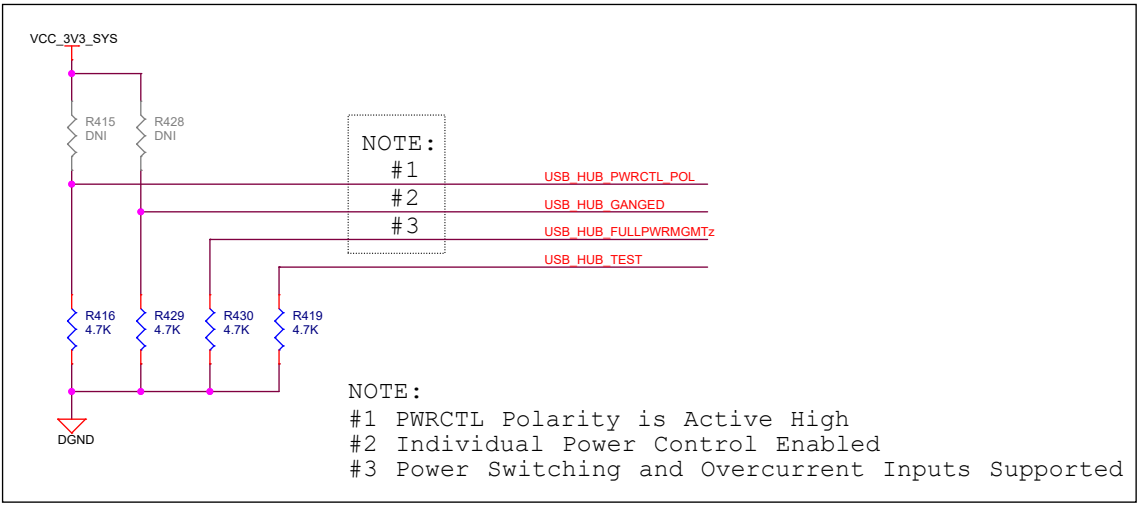 VCC_3V3_SYS
R415
DNI
R428
DNI
NOTE:
#1
#2
#3
USB_HUB_PWRCTL_POL
USB_HUB_GANGED
USB_HUB_FULLPWRMGMTz
USB_HUB_TEST
R416
4.7K
R429
4.7K
R430
4.7K
R419
4.7K
DGND
NOTE:
#1 PWRCTL Polarity is Active High
#2 Individual Power Control Enabled
#3 Power Switching and Overcurrent Inputs Supported